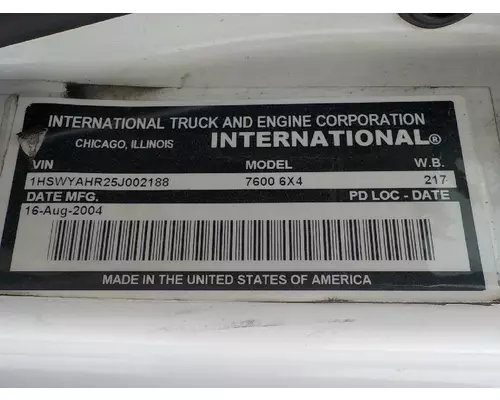 INTERNATIONAL TRUCK AND ENGINE CORPORATION
CHICAGO, ILLINOIS INTERNATIONAL®
VIN MODEL W.B.
1HSWYAHR25J002188 7600 6X4 217
DATE MFG. PD LOC - DATE
16-Aug-2004
MADE IN THE UNITED STATES OF AMERICA